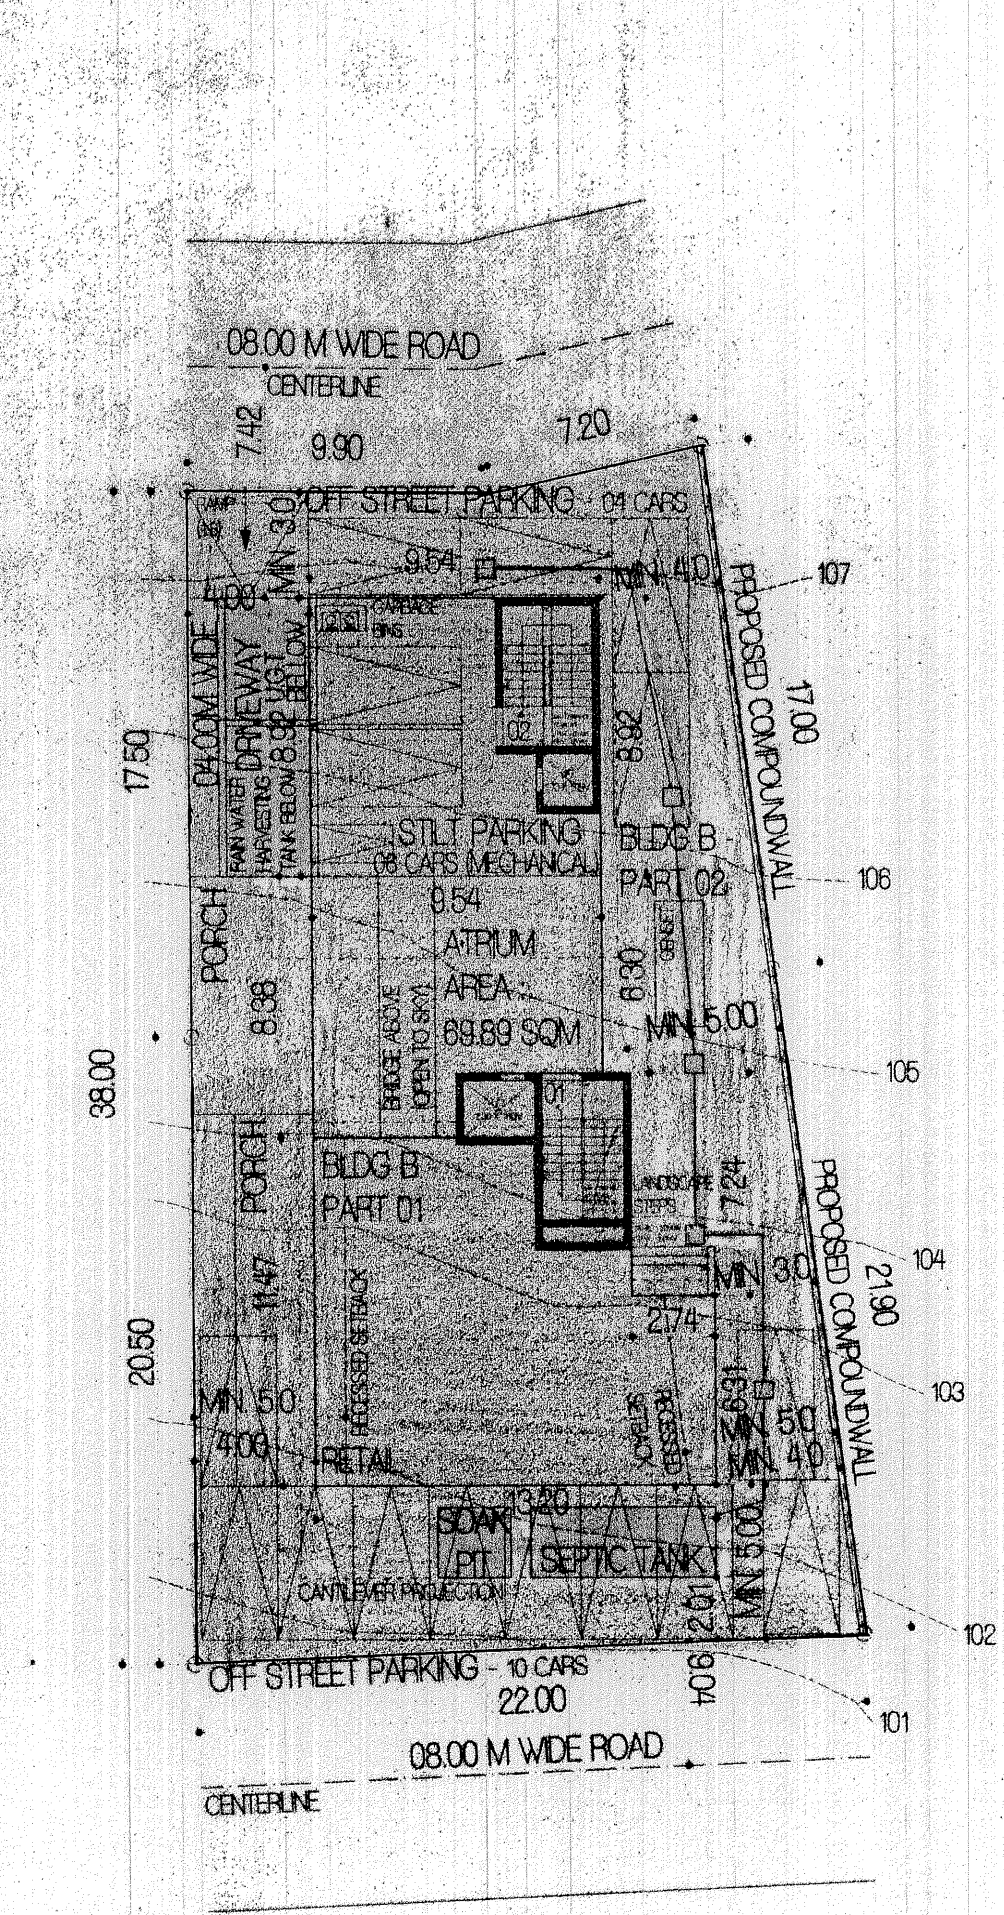 08.00 M WIDE ROAD
CENTERLINE
7.42
9.90
7.20
RAMP
OFF STREET PARKING - 04 CARS
MIN 3.0
9.54
MIN. 4.0
107
4.00
GARBAGE
BINS
PROPOSED COMPOUNDWALL
17.00
04.00M WIDE
DRIVEWAY
8.92
UGT
BELLOW
02
8.92
17.50
RAIN WATER
HARVESTING
TANK BELOW
STILT PARKING
08 CARS (MECHANICAL)
BLDG B -
PART 02
106
PORCH
9.54
ATRIUM
AREA
69.89 SQM
6.30
8.38
BRIDGE ABOVE
(OPEN TO SKY)
MIN. 5.00
105
38.00
01
PORCH
BLDG B
PART 01
LANDSCAPE
STEPS
7.24
PROPOSED COMPOUNDWALL
104
11.47
MIN 3.0
21.90
2.74
20.50
RECESSED SETBACK
RECESSED
SETBACK
6.31
103
MIN. 5.0
MIN. 5.0
4.00
RETAIL
MIN. 4.0
13.20
SOAK
PIT
SEPTIC TANK
MIN. 5.00
CANTILEVER PROJECTION
2.01
102
OFF STREET PARKING - 10 CARS
22.00
9.04
101
08.00 M WIDE ROAD
CENTERLINE